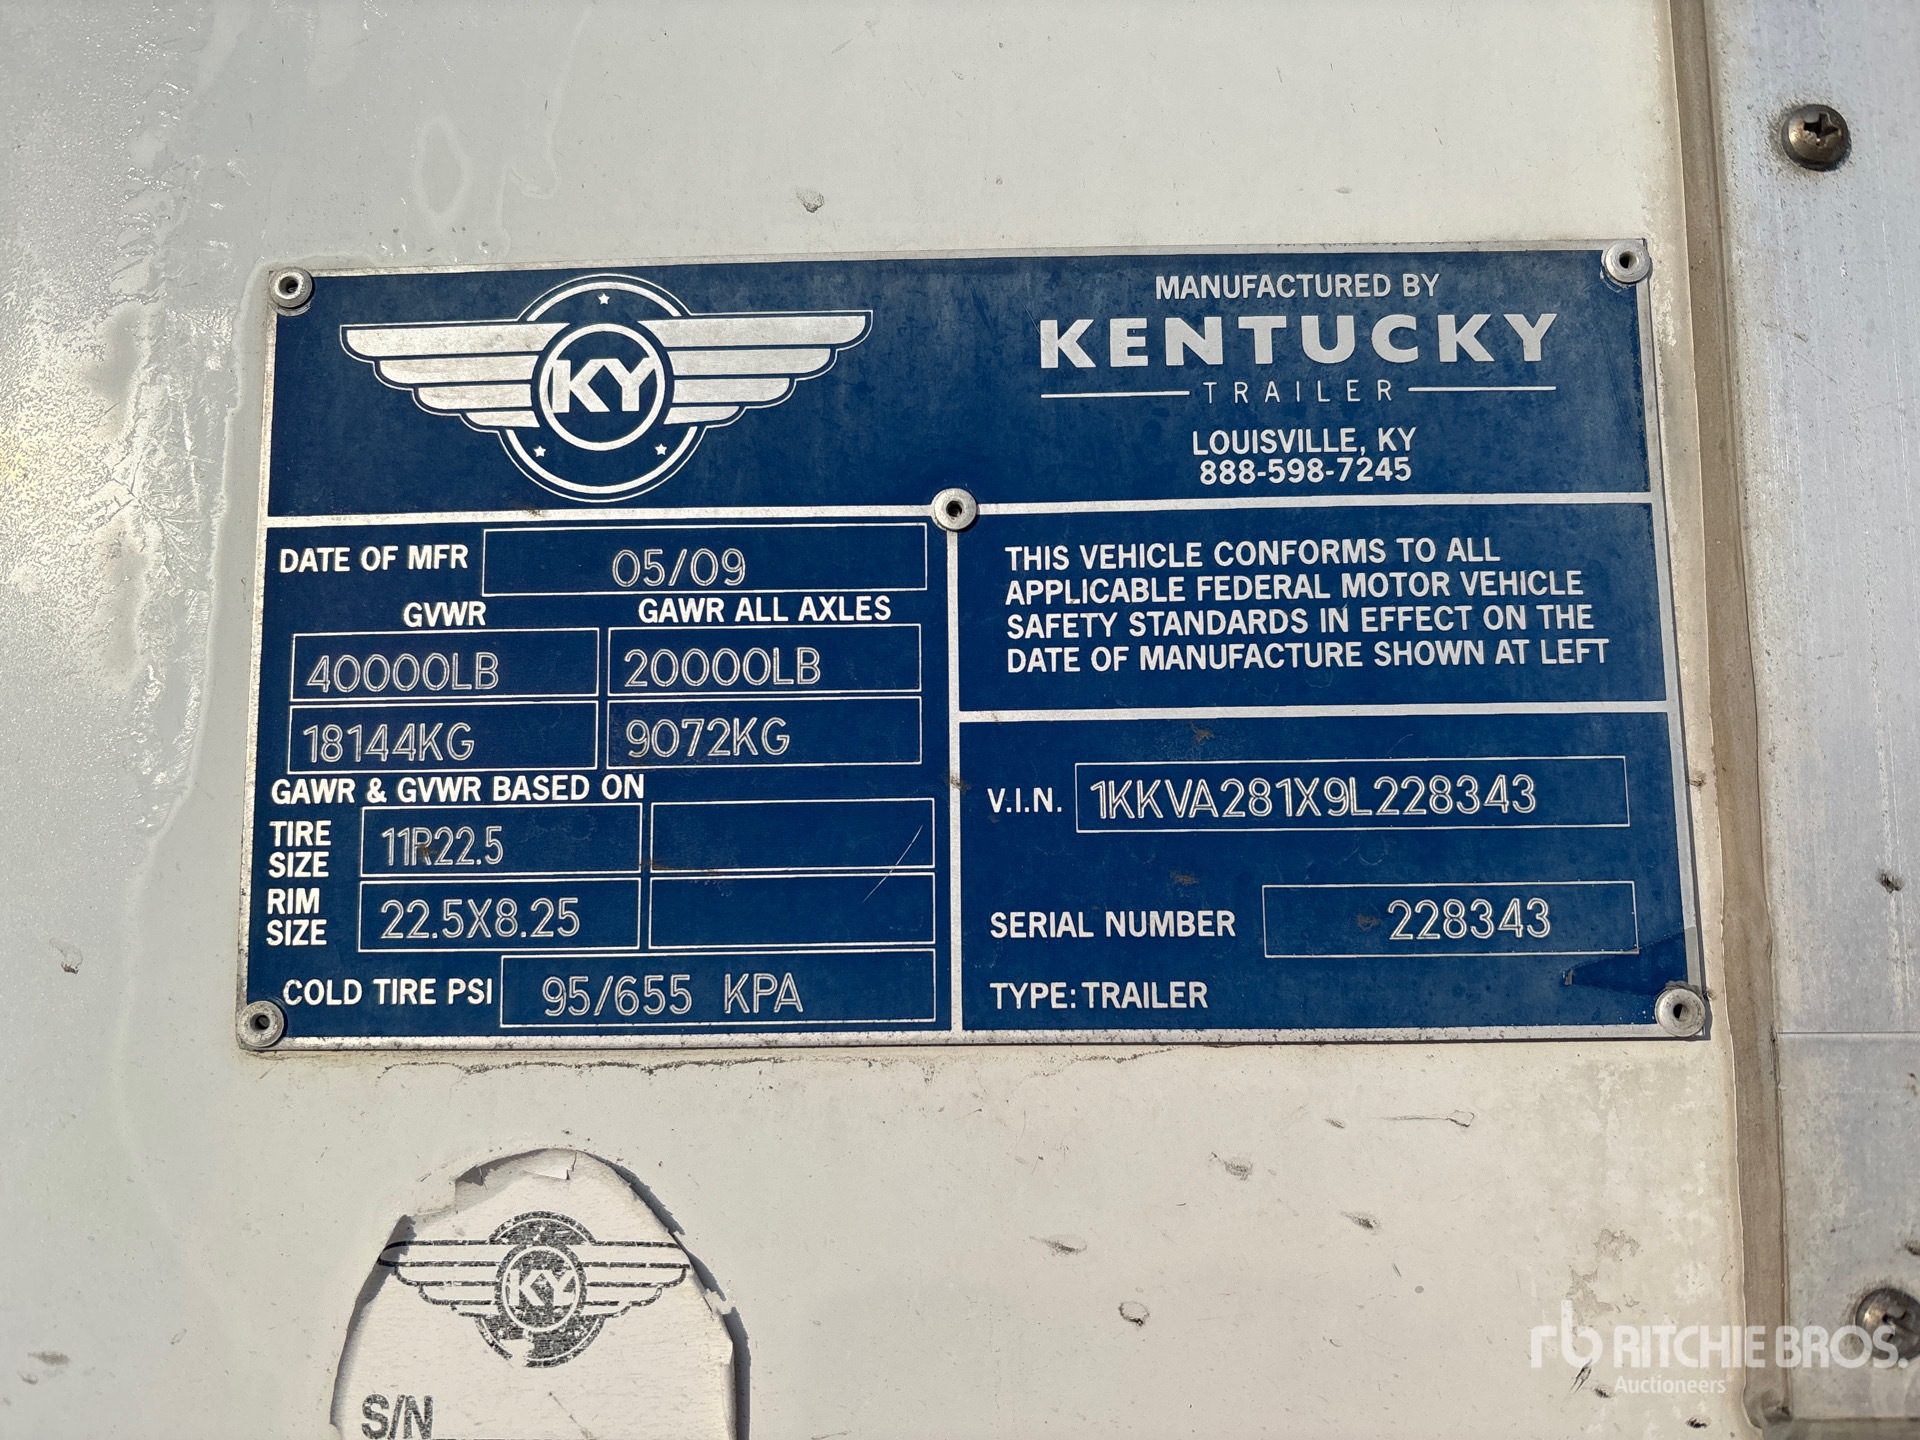 KY
MANUFACTURED BY
KENTUCKY
TRAILER
LOUISVILLE, KY
888-598-7245
DATE OF MFR 05/09
GVWR GAWR ALL AXLES
40000LB 20000LB
18144KG 9072KG
GAWR & GVWR BASED ON
TIRE SIZE 11R22.5
RIM SIZE 22.5X8.25
COLD TIRE PSI 95/655 KPA
THIS VEHICLE CONFORMS TO ALL
APPLICABLE FEDERAL MOTOR VEHICLE
SAFETY STANDARDS IN EFFECT ON THE
DATE OF MANUFACTURE SHOWN AT LEFT
V.I.N. 1KKVA281X9L228343
SERIAL NUMBER 228343
TYPE: TRAILER
KY
S/N
rb RITCHIE BROS.
Auctioneers